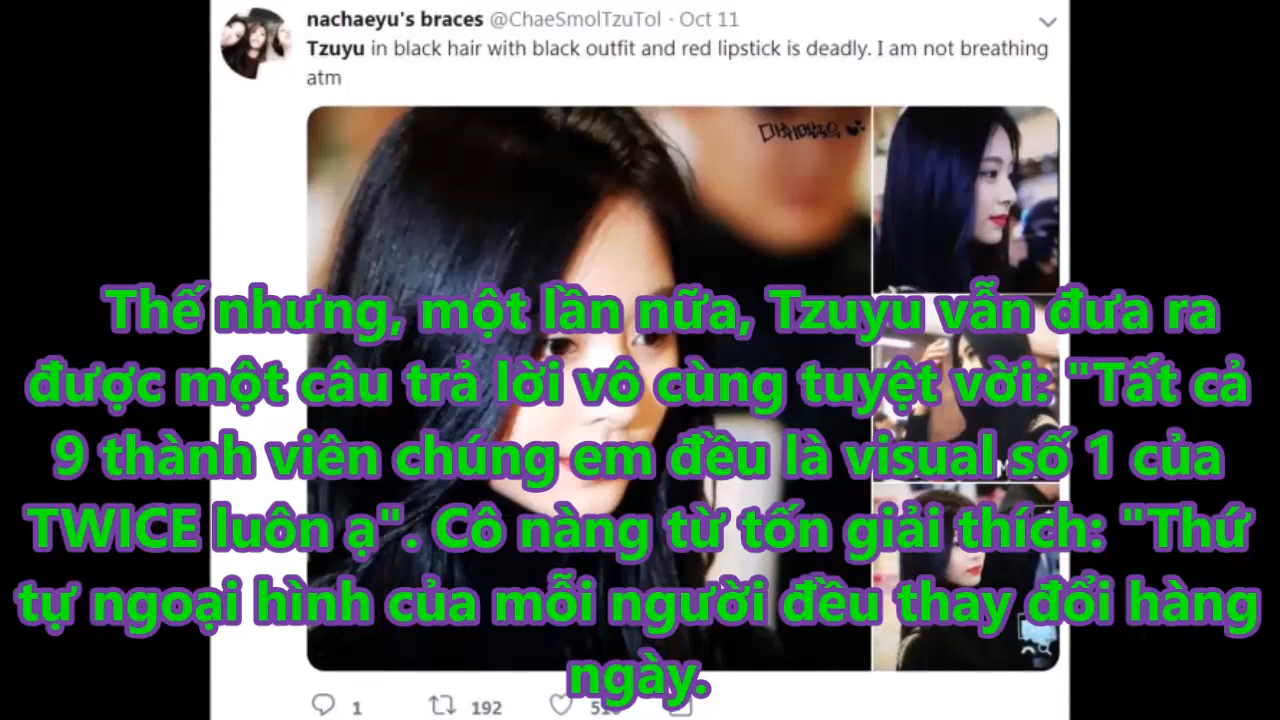 nachaeyu's braces @ChaeSmolTzuTol · Oct 11
Tzuyu in black hair with black outfit and red lipstick is deadly. I am not breathing
atm
Thế nhưng, một lần nữa, Tzuyu vẫn đưa ra
được một câu trả lời vô cùng tuyệt vời: "Tất cả
9 thành viên chúng em đều là visual số 1 của
TWICE luôn ạ". Cô nàng từ tốn giải thích: "Thứ
tự ngoại hình của mỗi người đều thay đổi hàng
ngày.
1 192